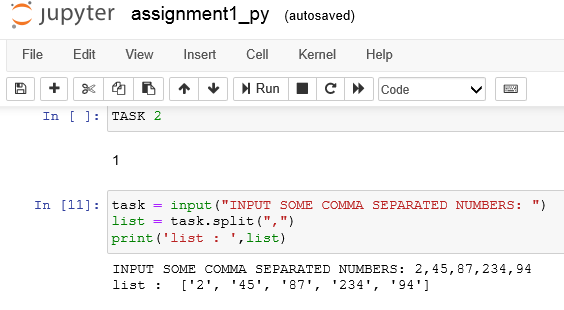 jupyter assignment1_py (autosaved)
File Edit View Insert Cell Kernel Help
Run Code
In [ ]: TASK 2
1
In [11]: task = input("INPUT SOME COMMA SEPARATED NUMBERS: ")
list = task.split(",")
print('list : ',list)
INPUT SOME COMMA SEPARATED NUMBERS: 2,45,87,234,94
list :  ['2', '45', '87', '234', '94']